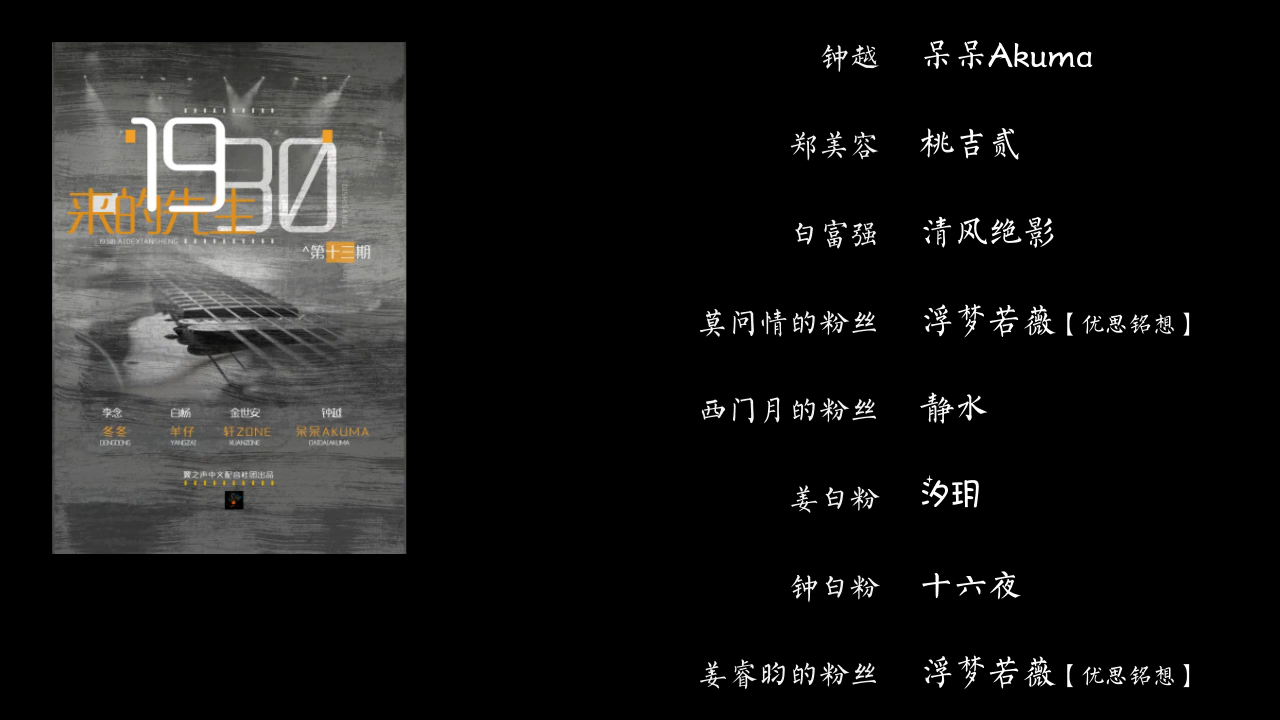 钟越 呆呆Akuma
郑美容 桃吉贰
白富强 清风绝影
莫问情的粉丝 浮梦若薇【优思铭想】
西门月的粉丝 静水
姜白粉 汐玥
钟白粉 十六夜
姜睿昀的粉丝 浮梦若薇【优思铭想】
1930
来的先生
1930LAIDEXIANSHENG
^第十三期
李念 白杨 金世安 钟越
冬冬 羊仔 轩ZONE 呆呆AKUMA
DONGDONG YANGZAI XUANZONE DAIDAIAKUMA
翼之声中文配音社团出品